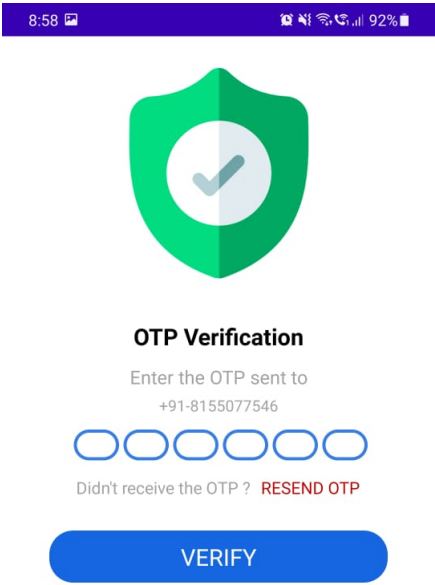 8:58 92%
OTP Verification
Enter the OTP sent to
+91-8155077546
Didn't receive the OTP ? RESEND OTP
VERIFY